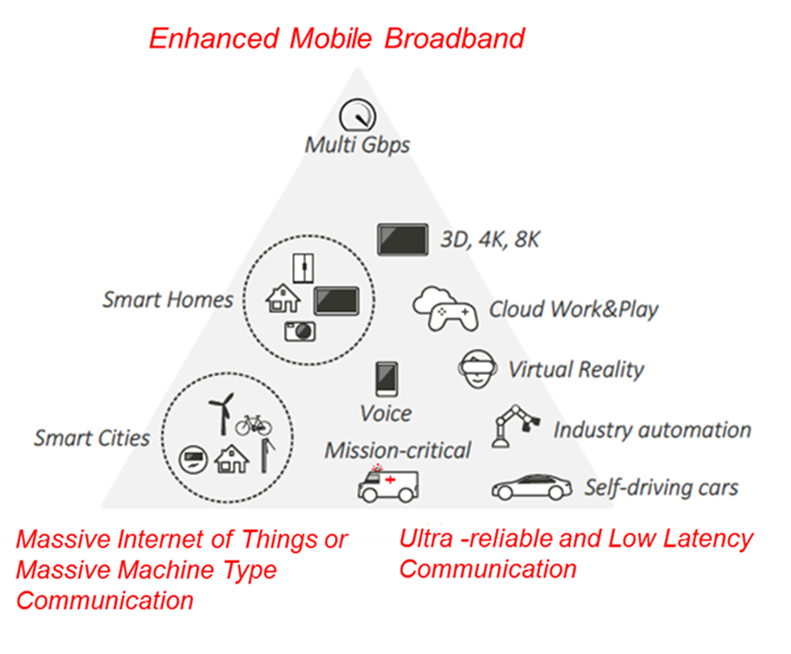 Enhanced Mobile Broadband
Multi Gbps
3D, 4K, 8K
Smart Homes
Cloud Work&Play
Virtual Reality
Voice
Smart Cities
Industry automation
Mission-critical
Self-driving cars
Massive Internet of Things or
Massive Machine Type
Communication
Ultra -reliable and Low Latency
Communication